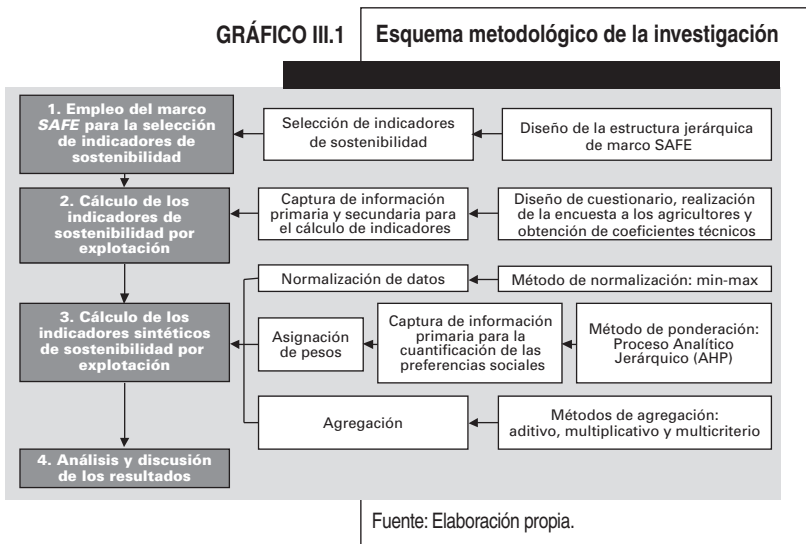 GRÁFICO III.1
Esquema metodológico de la investigación
1. Empleo del marco
SAFE para la selección
de indicadores de
sostenibilidad
Selección de indicadores
de sostenibilidad
Diseño de la estructura jerárquica
de marco SAFE
2. Cálculo de los
indicadores de
sostenibilidad por
explotación
Captura de información
primaria y secundaria para
el cálculo de indicadores
Diseño de cuestionario, realización
de la encuesta a los agricultores y
obtención de coeficientes técnicos
3. Cálculo de los
indicadores sintéticos
de sostenibilidad por
explotación
Normalización de datos
Método de normalización: min-max
Asignación
de pesos
Captura de información
primaria para la
cuantificación de las
preferencias sociales
Método de ponderación:
Proceso Analítico
Jerárquico (AHP)
Agregación
Métodos de agregación:
aditivo, multiplicativo y multicriterio
4. Análisis y discusión
de los resultados
Fuente: Elaboración propia.